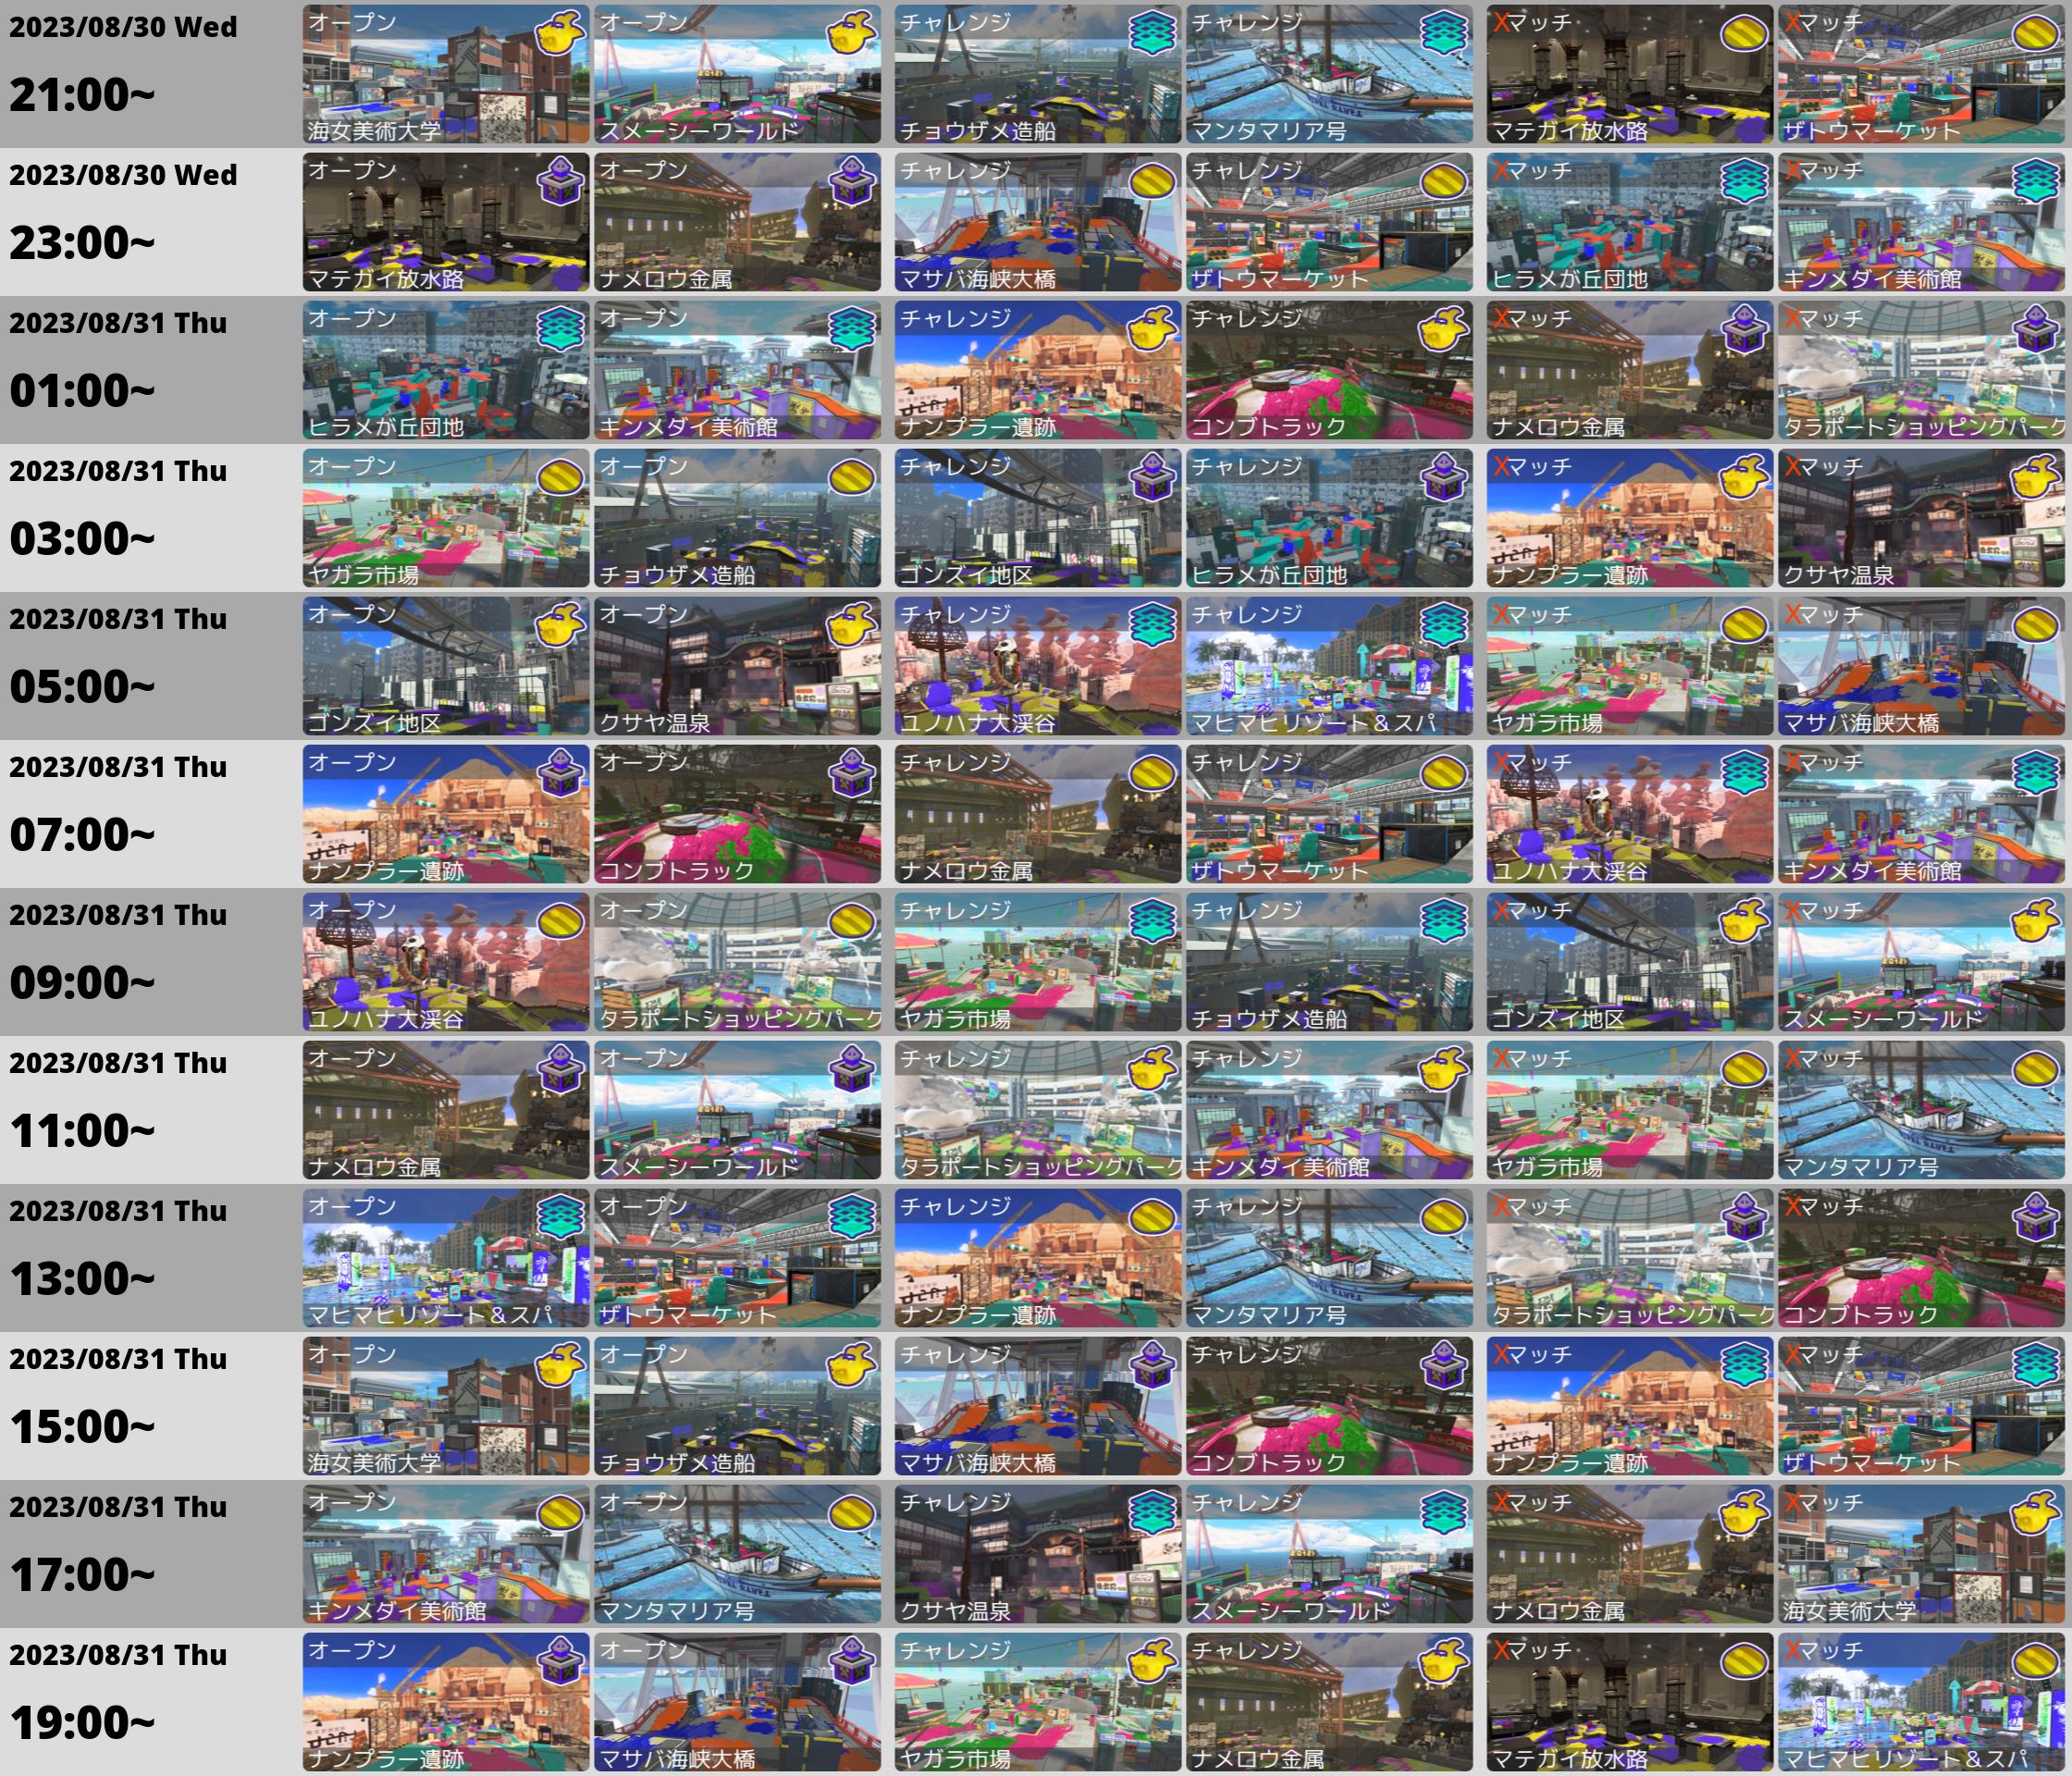 2023/08/30 Wed
21:00~
オープン
海女美術大学
オープン
スメーシーワールド
チャレンジ
チョウザメ造船
チャレンジ
マンタマリア号
Xマッチ
マテガイ放水路
Xマッチ
ザトウマーケット
2023/08/30 Wed
23:00~
オープン
マテガイ放水路
オープン
ナメロウ金属
チャレンジ
マサバ海峡大橋
チャレンジ
ザトウマーケット
Xマッチ
ヒラメが丘団地
Xマッチ
キンメダイ美術館
2023/08/31 Thu
01:00~
オープン
ヒラメが丘団地
オープン
キンメダイ美術館
チャレンジ
ナンプラー遺跡
チャレンジ
コンブトラック
Xマッチ
ナメロウ金属
Xマッチ
タラポートショッピングパーク
2023/08/31 Thu
03:00~
オープン
ヤガラ市場
オープン
チョウザメ造船
チャレンジ
ゴンズイ地区
チャレンジ
ヒラメが丘団地
Xマッチ
ナンプラー遺跡
Xマッチ
クサヤ温泉
2023/08/31 Thu
05:00~
オープン
ゴンズイ地区
オープン
クサヤ温泉
チャレンジ
ユノハナ大渓谷
チャレンジ
マヒマヒリゾート＆スパ
Xマッチ
ヤガラ市場
Xマッチ
マサバ海峡大橋
2023/08/31 Thu
07:00~
オープン
ナンプラー遺跡
オープン
コンブトラック
チャレンジ
ナメロウ金属
チャレンジ
ザトウマーケット
Xマッチ
ユノハナ大渓谷
Xマッチ
キンメダイ美術館
2023/08/31 Thu
09:00~
オープン
ユノハナ大渓谷
オープン
タラポートショッピングパーク
チャレンジ
ヤガラ市場
チャレンジ
チョウザメ造船
Xマッチ
ゴンズイ地区
Xマッチ
スメーシーワールド
2023/08/31 Thu
11:00~
オープン
ナメロウ金属
オープン
スメーシーワールド
チャレンジ
タラポートショッピングパーク
チャレンジ
キンメダイ美術館
Xマッチ
ヤガラ市場
Xマッチ
マンタマリア号
2023/08/31 Thu
13:00~
オープン
マヒマヒリゾート＆スパ
オープン
ザトウマーケット
チャレンジ
ナンプラー遺跡
チャレンジ
マンタマリア号
Xマッチ
タラポートショッピングパーク
Xマッチ
コンブトラック
2023/08/31 Thu
15:00~
オープン
海女美術大学
オープン
チョウザメ造船
チャレンジ
マサバ海峡大橋
チャレンジ
コンブトラック
Xマッチ
ナンプラー遺跡
Xマッチ
ザトウマーケット
2023/08/31 Thu
17:00~
オープン
キンメダイ美術館
オープン
マンタマリア号
チャレンジ
クサヤ温泉
チャレンジ
スメーシーワールド
Xマッチ
ナメロウ金属
Xマッチ
海女美術大学
2023/08/31 Thu
19:00~
オープン
ナンプラー遺跡
オープン
マサバ海峡大橋
チャレンジ
ヤガラ市場
チャレンジ
ナメロウ金属
Xマッチ
マテガイ放水路
Xマッチ
マヒマヒリゾート＆スパ